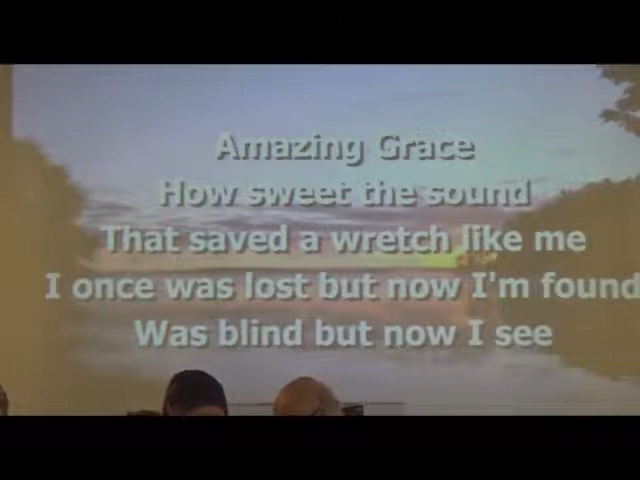 Amazing Grace
How sweet the sound
That saved a wretch like me
I once was lost but now I'm found
Was blind but now I see